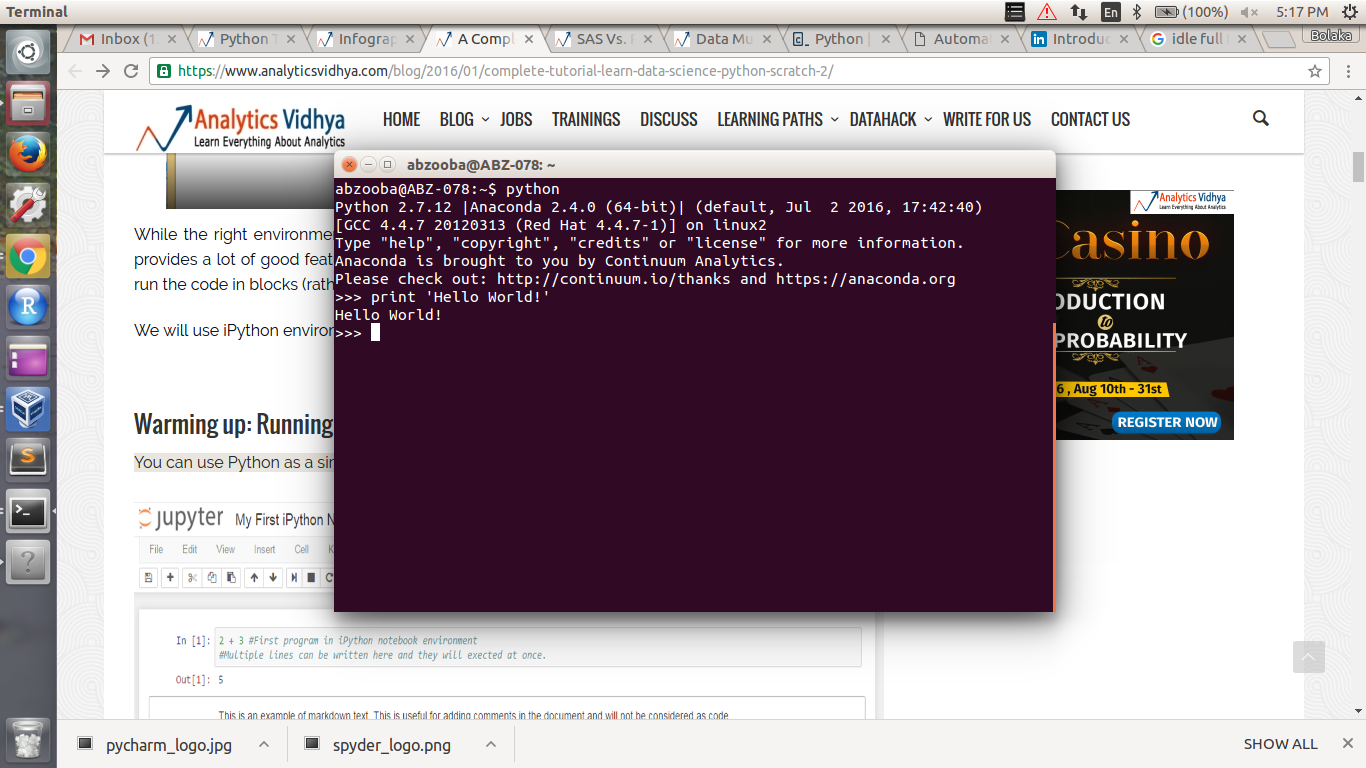 Terminal
En
(100%)
5:17 PM
Inbox (1
Python T
Infograp
A Compl
SAS Vs. R
Data Mu
Python |
Automa
Introduc
idle full
Bolaka
https://www.analyticsvidhya.com/blog/2016/01/complete-tutorial-learn-data-science-python-scratch-2/
Analytics Vidhya
Learn Everything About Analytics
HOME BLOG JOBS TRAININGS DISCUSS LEARNING PATHS DATAHACK WRITE FOR US CONTACT US
abzooba@ABZ-078: ~
abzooba@ABZ-078:~$ python
Python 2.7.12 |Anaconda 2.4.0 (64-bit)| (default, Jul  2 2016, 17:42:40)
[GCC 4.4.7 20120313 (Red Hat 4.4.7-1)] on linux2
Type "help", "copyright", "credits" or "license" for more information.
Anaconda is brought to you by Continuum Analytics.
Please check out: http://continuum.io/thanks and https://anaconda.org
>>> print 'Hello World!'
Hello World!
>>>
While the right environme
provides a lot of good feat
run the code in blocks (rath
We will use iPython enviror
Warming up: Running
You can use Python as a sir
Analytics Vidhya
Learn Everything About Analytics
Casino
ODUCTION
to
PROBABILITY
6 , Aug 10th - 31st
REGISTER NOW
jupyter My First iPython N
File Edit View Insert Cell K
In [1]: 2 + 3 #First program in iPython notebook environment
#Multiple lines can be written here and they will exected at once.
Out[1]: 5
This is an example of markdown text. This is useful for adding comments in the document and will not be considered as code
pycharm_logo.jpg
spyder_logo.png
SHOW ALL